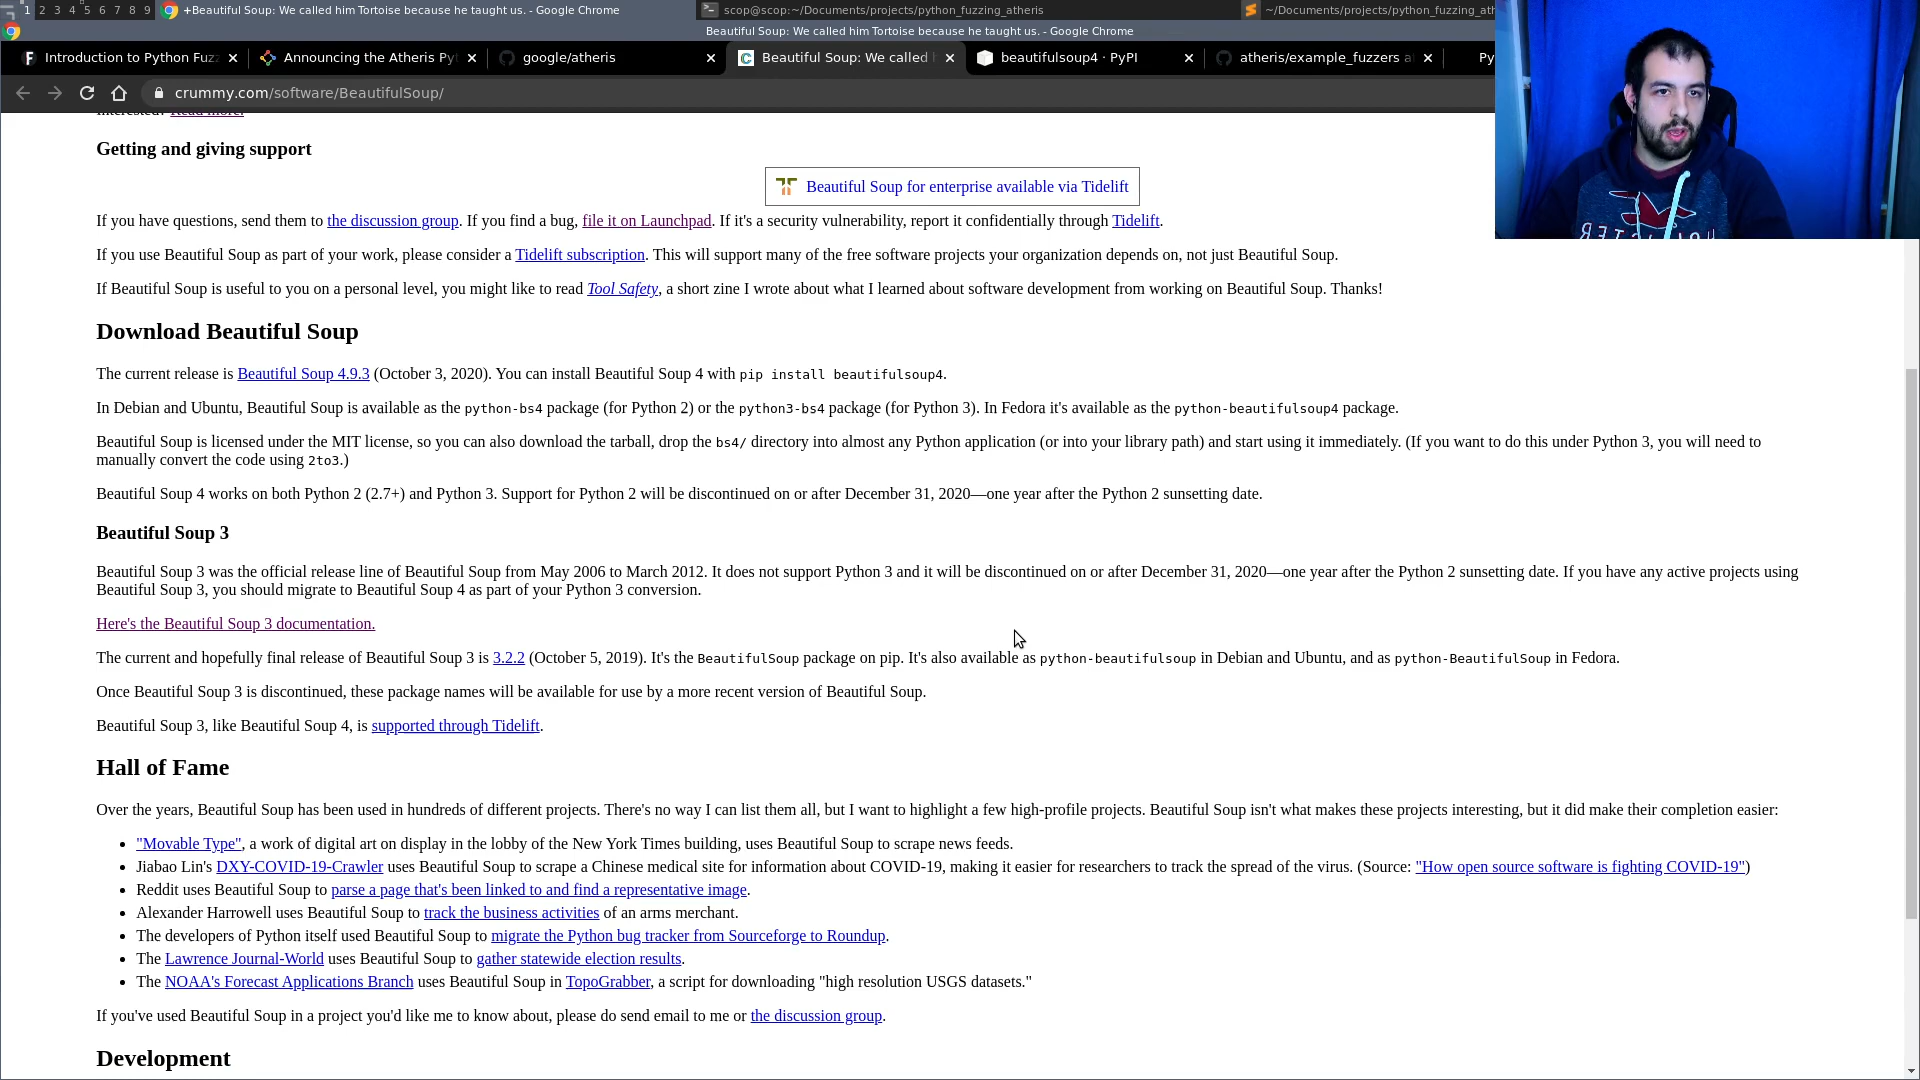 1 2 3 4 5 6 7 8 9
+Beautiful Soup: We called him Tortoise because he taught us. - Google Chrome
scop@scop:~/Documents/projects/python_fuzzing_atheris
~/Documents/projects/python_fuzzing_ath
Beautiful Soup: We called him Tortoise because he taught us. - Google Chrome
Introduction to Python Fuzz
Announcing the Atheris Pyt
google/atheris
Beautiful Soup: We called h
beautifulsoup4 · PyPI
atheris/example_fuzzers a
Py
crummy.com/software/BeautifulSoup/
Interested? Read more.
Getting and giving support
Beautiful Soup for enterprise available via Tidelift
If you have questions, send them to the discussion group. If you find a bug, file it on Launchpad. If it's a security vulnerability, report it confidentially through Tidelift.
If you use Beautiful Soup as part of your work, please consider a Tidelift subscription. This will support many of the free software projects your organization depends on, not just Beautiful Soup.
If Beautiful Soup is useful to you on a personal level, you might like to read Tool Safety, a short zine I wrote about what I learned about software development from working on Beautiful Soup. Thanks!
Download Beautiful Soup
The current release is Beautiful Soup 4.9.3 (October 3, 2020). You can install Beautiful Soup 4 with pip install beautifulsoup4.
In Debian and Ubuntu, Beautiful Soup is available as the python-bs4 package (for Python 2) or the python3-bs4 package (for Python 3). In Fedora it's available as the python-beautifulsoup4 package.
Beautiful Soup is licensed under the MIT license, so you can also download the tarball, drop the bs4/ directory into almost any Python application (or into your library path) and start using it immediately. (If you want to do this under Python 3, you will need to
manually convert the code using 2to3.)
Beautiful Soup 4 works on both Python 2 (2.7+) and Python 3. Support for Python 2 will be discontinued on or after December 31, 2020—one year after the Python 2 sunsetting date.
Beautiful Soup 3
Beautiful Soup 3 was the official release line of Beautiful Soup from May 2006 to March 2012. It does not support Python 3 and it will be discontinued on or after December 31, 2020—one year after the Python 2 sunsetting date. If you have any active projects using
Beautiful Soup 3, you should migrate to Beautiful Soup 4 as part of your Python 3 conversion.
Here's the Beautiful Soup 3 documentation.
The current and hopefully final release of Beautiful Soup 3 is 3.2.2 (October 5, 2019). It's the BeautifulSoup package on pip. It's also available as python-beautifulsoup in Debian and Ubuntu, and as python-BeautifulSoup in Fedora.
Once Beautiful Soup 3 is discontinued, these package names will be available for use by a more recent version of Beautiful Soup.
Beautiful Soup 3, like Beautiful Soup 4, is supported through Tidelift.
Hall of Fame
Over the years, Beautiful Soup has been used in hundreds of different projects. There's no way I can list them all, but I want to highlight a few high-profile projects. Beautiful Soup isn't what makes these projects interesting, but it did make their completion easier:
"Movable Type", a work of digital art on display in the lobby of the New York Times building, uses Beautiful Soup to scrape news feeds.
Jiabao Lin's DXY-COVID-19-Crawler uses Beautiful Soup to scrape a Chinese medical site for information about COVID-19, making it easier for researchers to track the spread of the virus. (Source: "How open source software is fighting COVID-19")
Reddit uses Beautiful Soup to parse a page that's been linked to and find a representative image.
Alexander Harrowell uses Beautiful Soup to track the business activities of an arms merchant.
The developers of Python itself used Beautiful Soup to migrate the Python bug tracker from Sourceforge to Roundup.
The Lawrence Journal-World uses Beautiful Soup to gather statewide election results.
The NOAA's Forecast Applications Branch uses Beautiful Soup in TopoGrabber, a script for downloading "high resolution USGS datasets."
If you've used Beautiful Soup in a project you'd like me to know about, please do send email to me or the discussion group.
Development